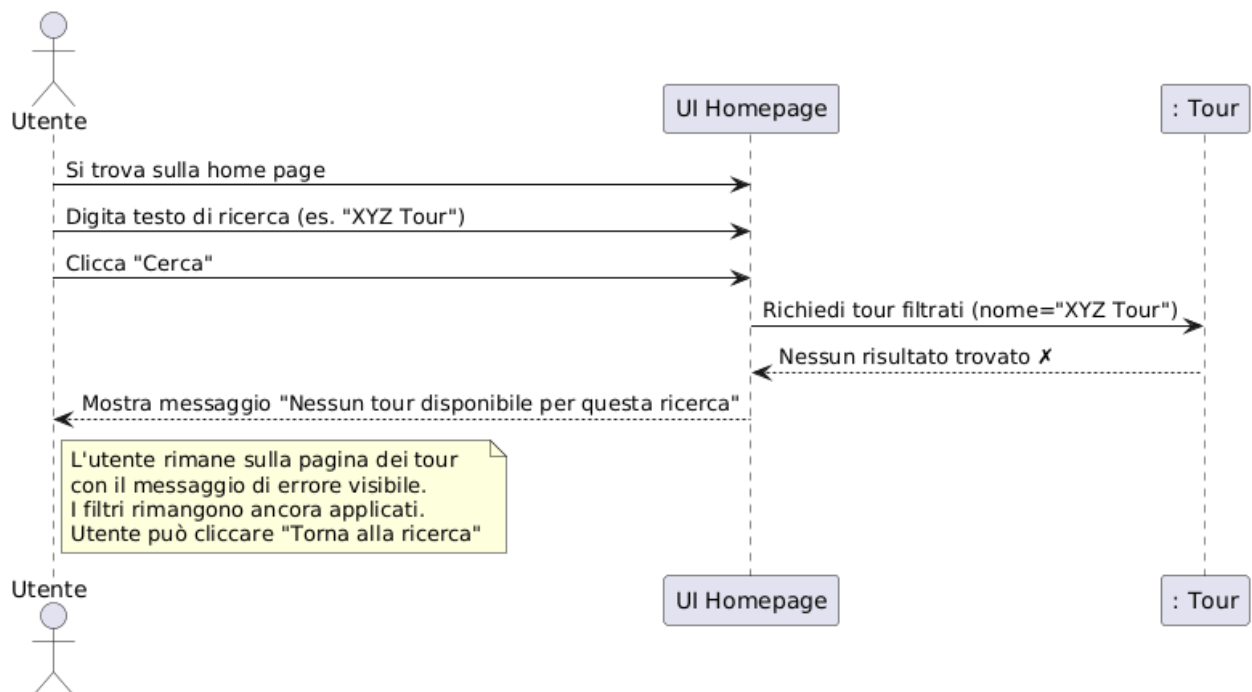 Utente
UI Homepage
: Tour
Si trova sulla home page
Digita testo di ricerca (es. "XYZ Tour")
Clicca "Cerca"
Richiedi tour filtrati (nome="XYZ Tour")
Nessun risultato trovato ✗
Mostra messaggio "Nessun tour disponibile per questa ricerca"
L'utente rimane sulla pagina dei tour
con il messaggio di errore visibile.
I filtri rimangono ancora applicati.
Utente può cliccare "Torna alla ricerca"
Utente
UI Homepage
: Tour